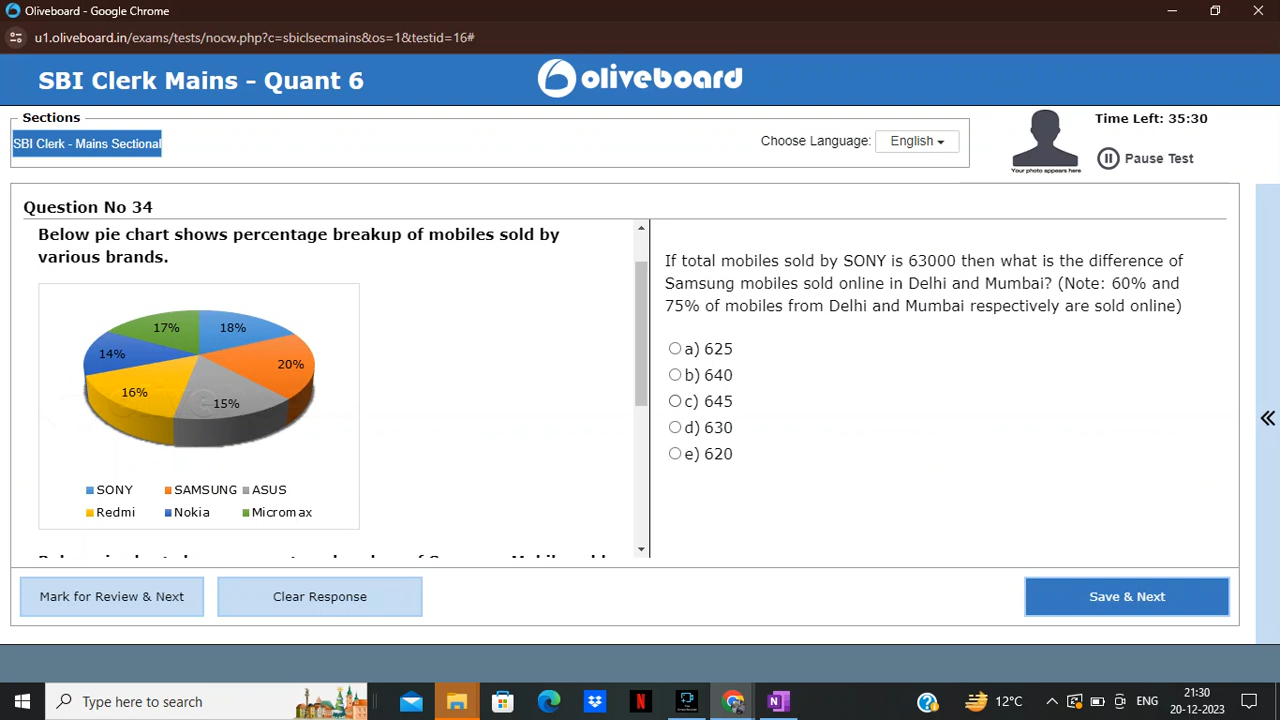 Oliveboard - Google Chrome
u1.oliveboard.in/exams/tests/nocw.php?c=sbiclsecmains&os=1&testid=16#
SBI Clerk Mains - Quant 6
oliveboard
Sections
SBI Clerk - Mains Sectional
Choose Language:
English
Your photo appears here
Time Left: 35:30
Pause Test
Question No 34
Below pie chart shows percentage breakup of mobiles sold by
various brands.
17%
18%
14%
20%
16%
15%
SONY SAMSUNG ASUS
Redmi Nokia Micromax
If total mobiles sold by SONY is 63000 then what is the difference of
Samsung mobiles sold online in Delhi and Mumbai? (Note: 60% and
75% of mobiles from Delhi and Mumbai respectively are sold online)
a) 625
b) 640
c) 645
d) 630
e) 620
Mark for Review & Next
Clear Response
Save & Next
Type here to search
12°C
ENG
21:30
20-12-2023